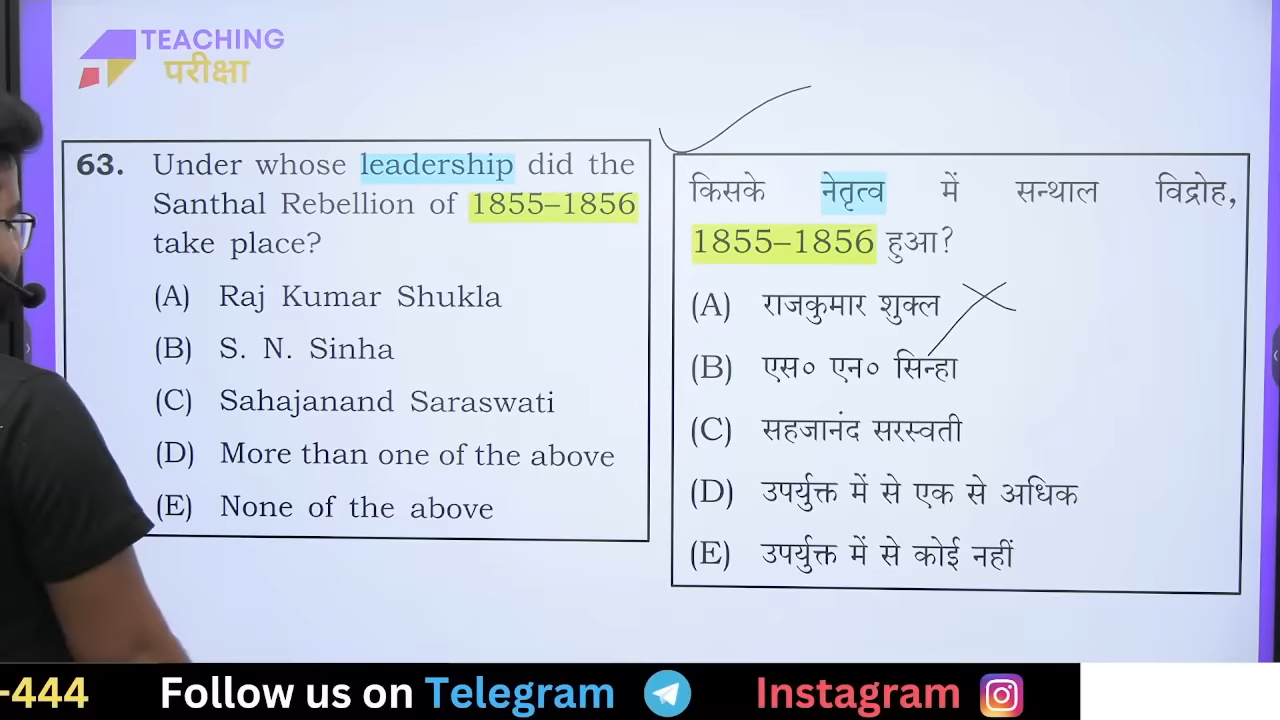 TEACHING
परीक्षा
63. Under whose leadership did the
Santhal Rebellion of 1855–1856
take place?
(A) Raj Kumar Shukla
(B) S. N. Sinha
(C) Sahajanand Saraswati
(D) More than one of the above
(E) None of the above
किसके नेतृत्व में सन्थाल विद्रोह,
1855–1856 हुआ?
(A) राजकुमार शुक्ल
(B) एस० एन० सिन्हा
(C) सहजानंद सरस्वती
(D) उपर्युक्त में से एक से अधिक
(E) उपर्युक्त में से कोई नहीं
-444 Follow us on Telegram Instagram